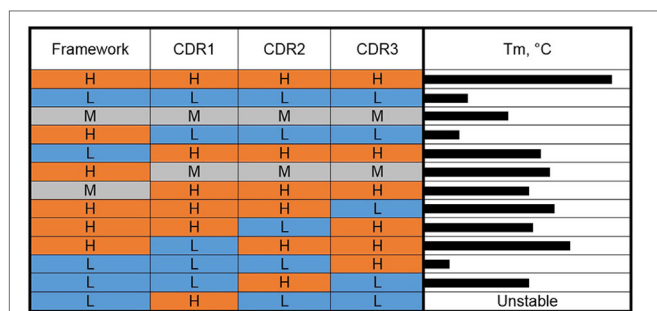 Framework CDR1 CDR2 CDR3 Tm, °C
H H H H
L L L L
M M M M
H L L L
L H H H
H M M M
M H H H
H H H L
H H L H
H L H H
L L L H
L L H L
L H L L Unstable